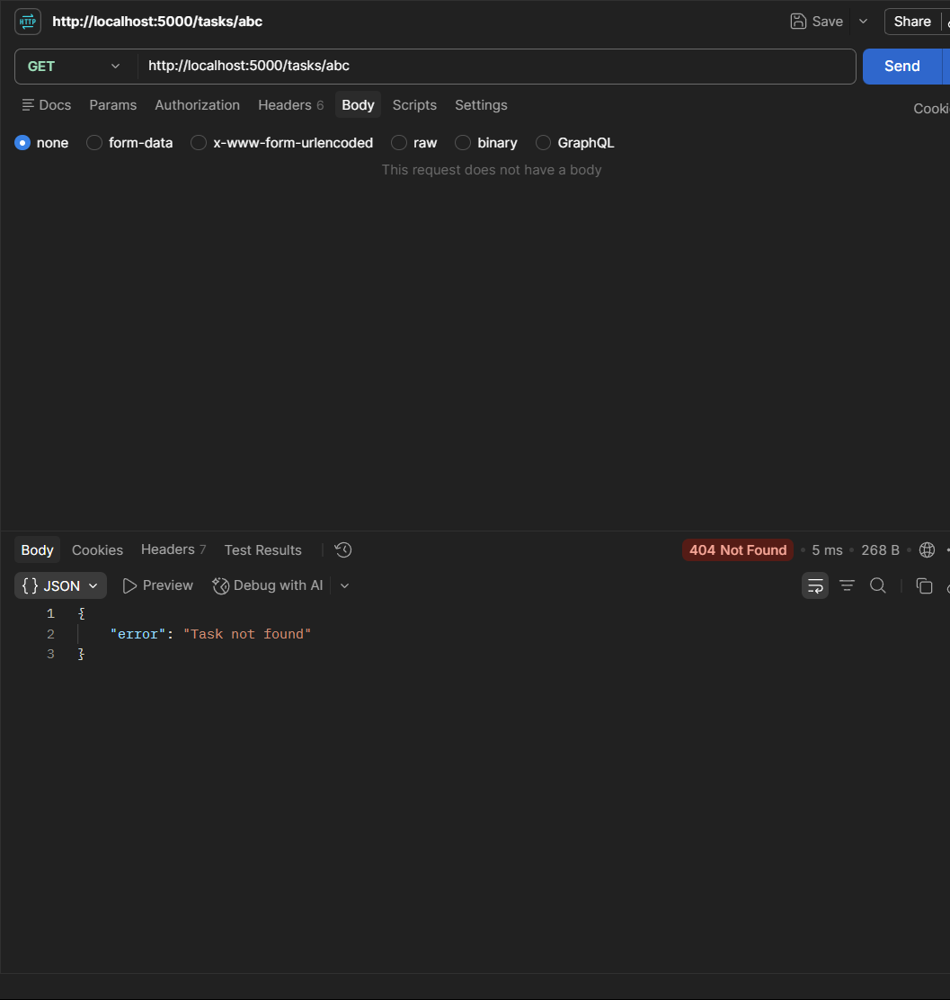 HTTP http://localhost:5000/tasks/abc Save Share
GET http://localhost:5000/tasks/abc Send
Docs Params Authorization Headers 6 Body Scripts Settings
none form-data x-www-form-urlencoded raw binary GraphQL
This request does not have a body
Body Cookies Headers 7 Test Results 404 Not Found • 5 ms • 268 B •
{} JSON Preview Debug with AI
1 {
2 "error": "Task not found"
3 }